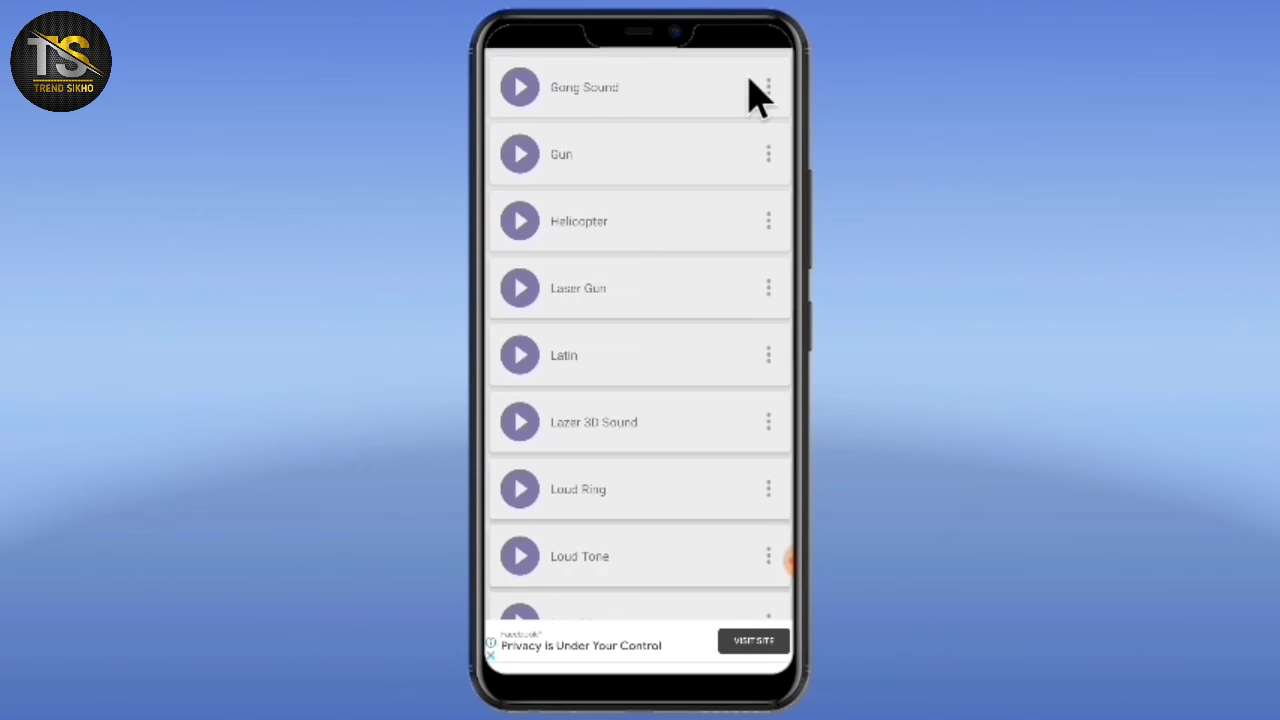 TS
TREND SIKHO
Gong Sound
Gun
Helicopter
Laser Gun
Latin
Lazer 3D Sound
Loud Ring
Loud Tone
Facebook®
Privacy is Under Your Control
VISIT SITE